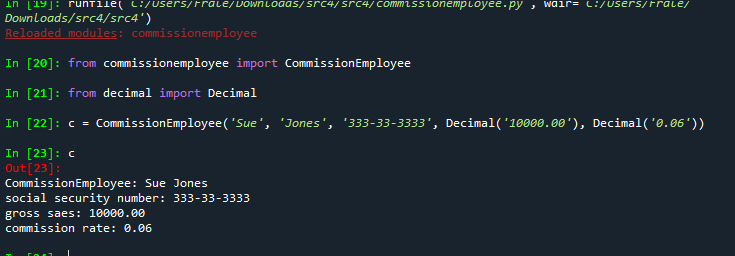 In [19]: runfile('C:/Users/Frale/Downloads/src4/src4/commissionemployee.py', wdir='C:/Users/Frale/
Downloads/src4/src4')
Reloaded modules: commissionemployee
In [20]: from commissionemployee import CommissionEmployee
In [21]: from decimal import Decimal
In [22]: c = CommissionEmployee('Sue', 'Jones', '333-33-3333', Decimal('10000.00'), Decimal('0.06'))
In [23]: c
Out[23]:
CommissionEmployee: Sue Jones
social security number: 333-33-3333
gross saes: 10000.00
commission rate: 0.06